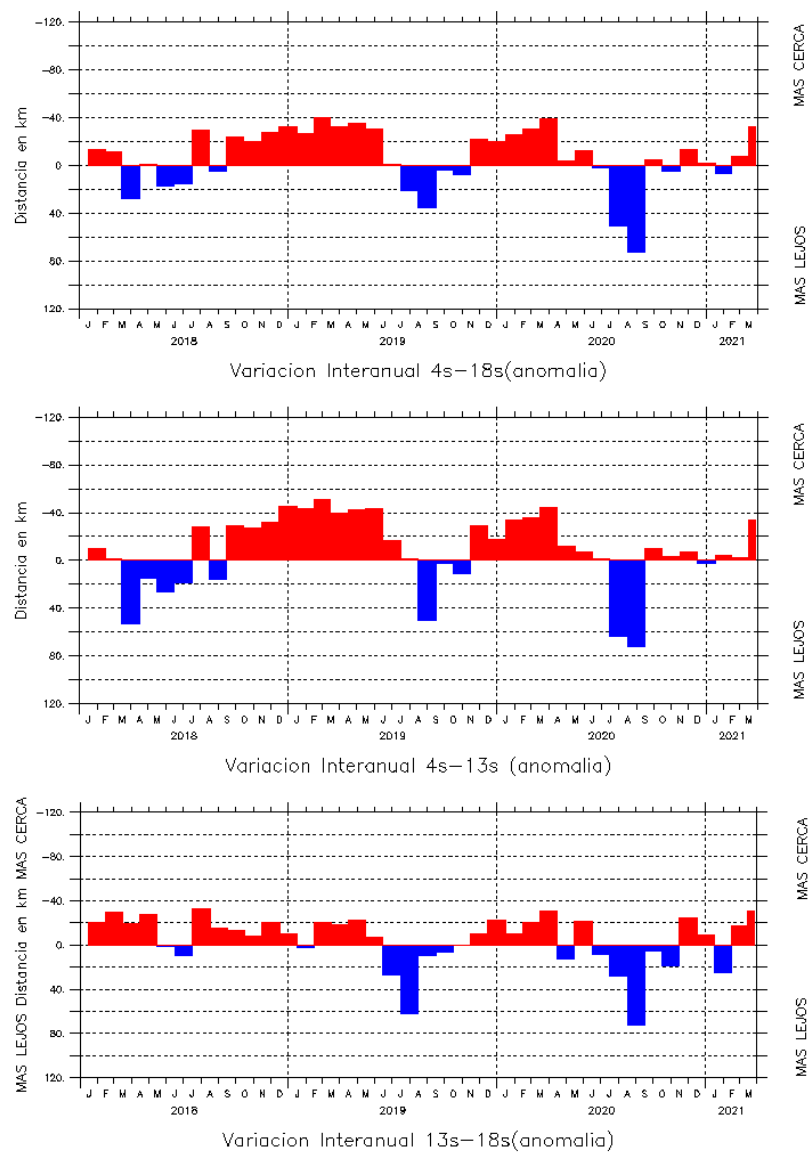 -120.
-80.
-40.
0.
40.
80.
120.
Distancia en km
MAS CERCA
MAS LEJOS
J F M A M J J A S O N D J F M A M J J A S O N D J F M A M J J A S O N D J F M
2018 2019 2020 2021
Variacion Interanual 4s-18s(anomalia)
-120.
-80.
-40.
0.
40.
80.
120.
Distancia en km
MAS CERCA
MAS LEJOS
J F M A M J J A S O N D J F M A M J J A S O N D J F M A M J J A S O N D J F M
2018 2019 2020 2021
Variacion Interanual 4s-13s (anomalia)
-120.
-80.
-40.
0.
40.
80.
120.
MAS LEJOS Distancia en km MAS CERCA
MAS CERCA
MAS LEJOS
J F M A M J J A S O N D J F M A M J J A S O N D J F M A M J J A S O N D J F M
2018 2019 2020 2021
Variacion Interanual 13s-18s(anomalia)